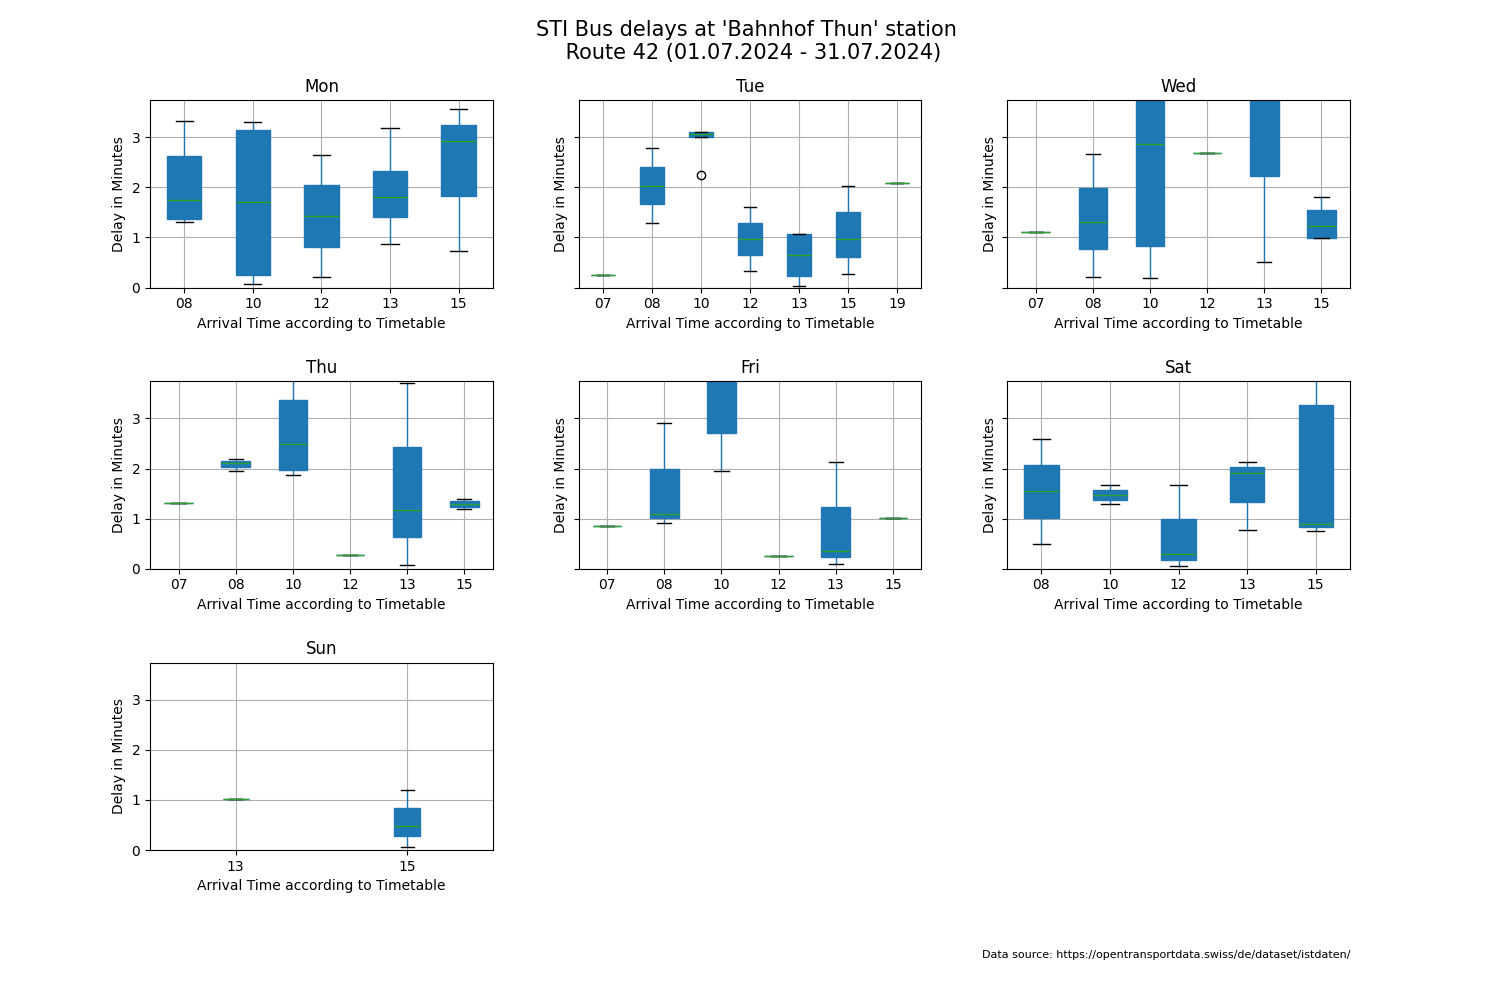 STI Bus delays at 'Bahnhof Thun' station
Route 42 (01.07.2024 - 31.07.2024)
Mon
Delay in Minutes
3
2
1
0
08 10 12 13 15
Arrival Time according to Timetable
Tue
Delay in Minutes
07 08 10 12 13 15 19
Arrival Time according to Timetable
Wed
Delay in Minutes
07 08 10 12 13 15
Arrival Time according to Timetable
Thu
Delay in Minutes
3
2
1
0
07 08 10 12 13 15
Arrival Time according to Timetable
Fri
Delay in Minutes
07 08 10 12 13 15
Arrival Time according to Timetable
Sat
Delay in Minutes
08 10 12 13 15
Arrival Time according to Timetable
Sun
Delay in Minutes
3
2
1
0
13 15
Arrival Time according to Timetable
Data source: https://opentransportdata.swiss/de/dataset/istdaten/